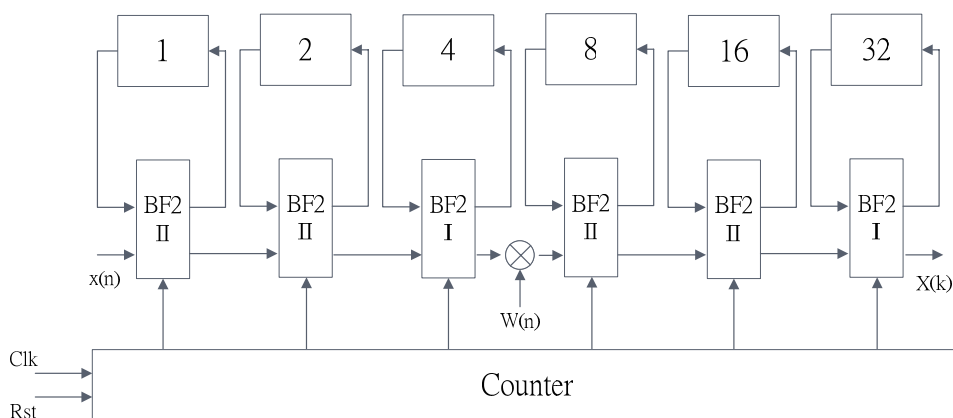 1 2 4 8 16 32
BF2 BF2 BF2 BF2 BF2 BF2
II II I II II I
x(n) W(n) X(k)
Clk
Rst
Counter